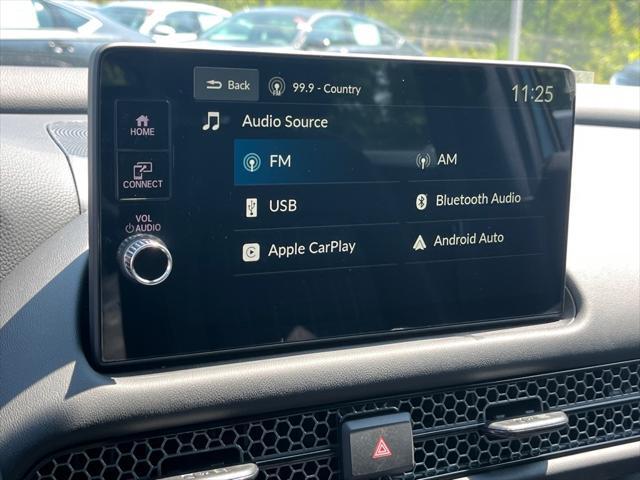 Back 99.9 - Country 11:25
Audio Source
HOME
FM AM
CONNECT
USB Bluetooth Audio
VOL
AUDIO
Apple CarPlay Android Auto